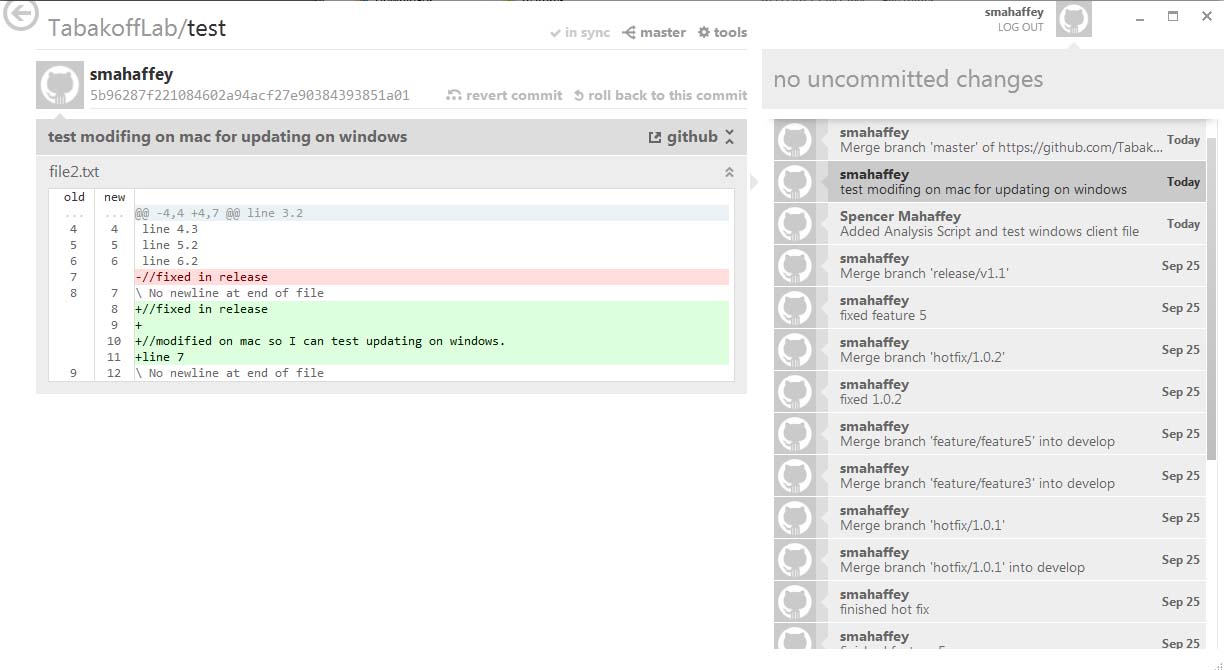 smahaffey
LOG OUT
TabakoffLab/test
in sync master tools
smahaffey
5b96287f221084602a94acf27e90384393851a01
revert commit roll back to this commit
test modifing on mac for updating on windows github
file2.txt
old new
... ... @@ -4,4 +4,7 @@ line 3.2
4 4 line 4.3
5 5 line 5.2
6 6 line 6.2
7 -//fixed in release
8 7 \ No newline at end of file
8 +//fixed in release
9 +
10 +//modified on mac so I can test updating on windows.
11 +line 7
9 12 \ No newline at end of file
no uncommitted changes
smahaffey
Merge branch 'master' of https://github.com/Tabak... Today
smahaffey
test modifing on mac for updating on windows Today
Spencer Mahaffey
Added Analysis Script and test windows client file Today
smahaffey
Merge branch 'release/v1.1' Sep 25
smahaffey
fixed feature 5 Sep 25
smahaffey
Merge branch 'hotfix/1.0.2' Sep 25
smahaffey
fixed 1.0.2 Sep 25
smahaffey
Merge branch 'feature/feature5' into develop Sep 25
smahaffey
Merge branch 'feature/feature3' into develop Sep 25
smahaffey
Merge branch 'hotfix/1.0.1' Sep 25
smahaffey
Merge branch 'hotfix/1.0.1' into develop Sep 25
smahaffey
finished hot fix Sep 25
smahaffey
Sep 25